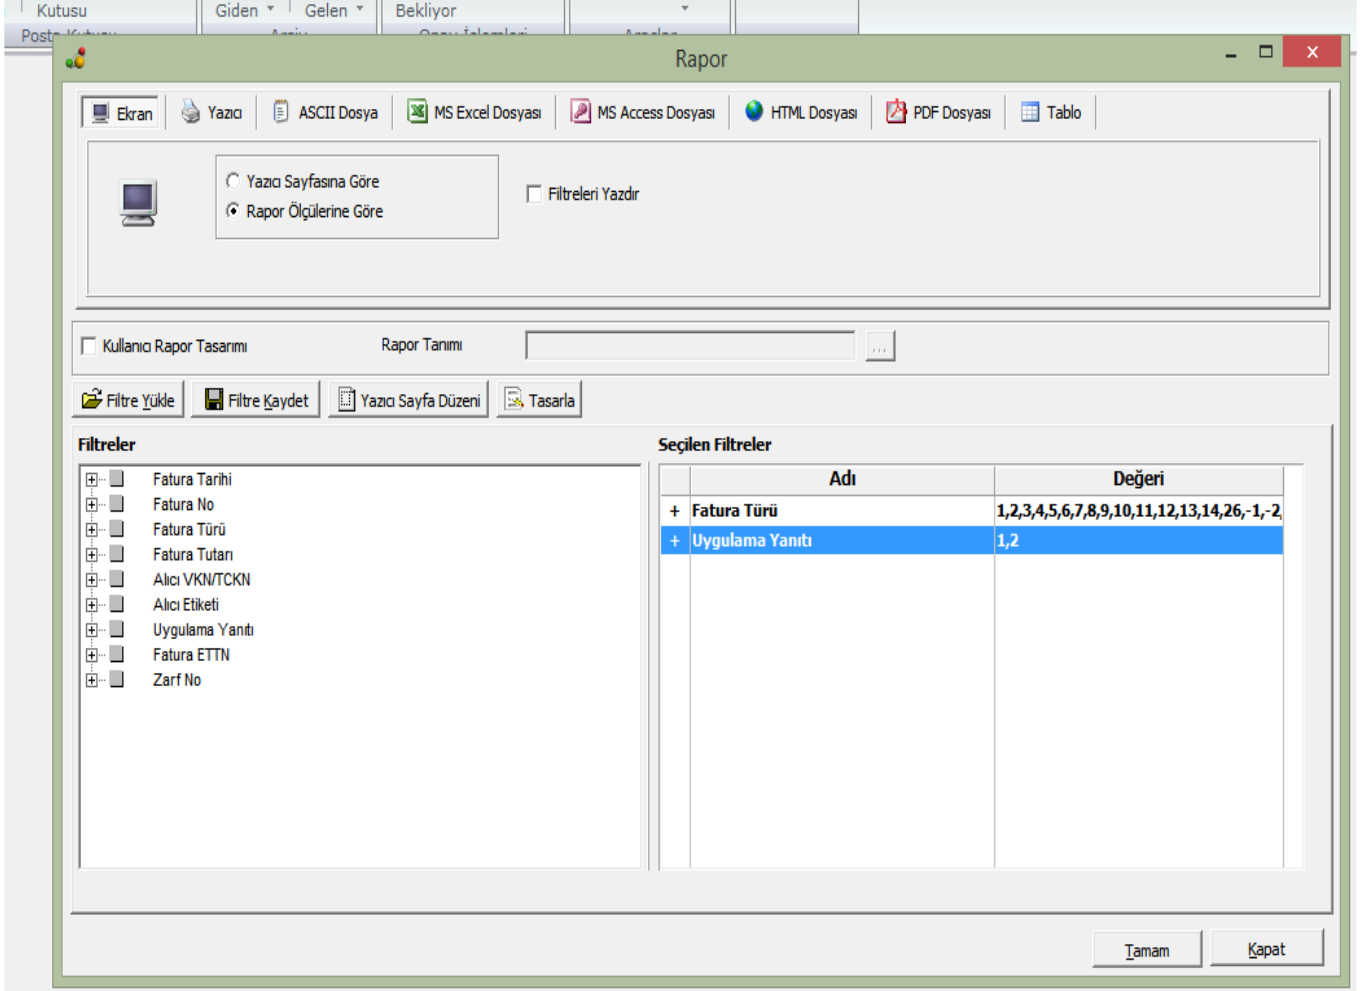 Kutusu
Giden
Gelen
Bekliyor
Rapor
Ekran
Yazıcı
ASCII Dosya
MS Excel Dosyası
MS Access Dosyası
HTML Dosyası
PDF Dosyası
Tablo
Yazıcı Sayfasına Göre
Rapor Ölçülerine Göre
Filtreleri Yazdır
Kullanıcı Rapor Tasarımı
Rapor Tanımı
...
Filtre Yükle
Filtre Kaydet
Yazıcı Sayfa Düzeni
Tasarla
Filtreler
Fatura Tarihi
Fatura No
Fatura Türü
Fatura Tutarı
Alıcı VKN/TCKN
Alıcı Etiketi
Uygulama Yanıtı
Fatura ETTN
Zarf No
Seçilen Filtreler
Adı Değeri
+ Fatura Türü 1,2,3,4,5,6,7,8,9,10,11,12,13,14,26,-1,-2,
+ Uygulama Yanıtı 1,2
Tamam
Kapat